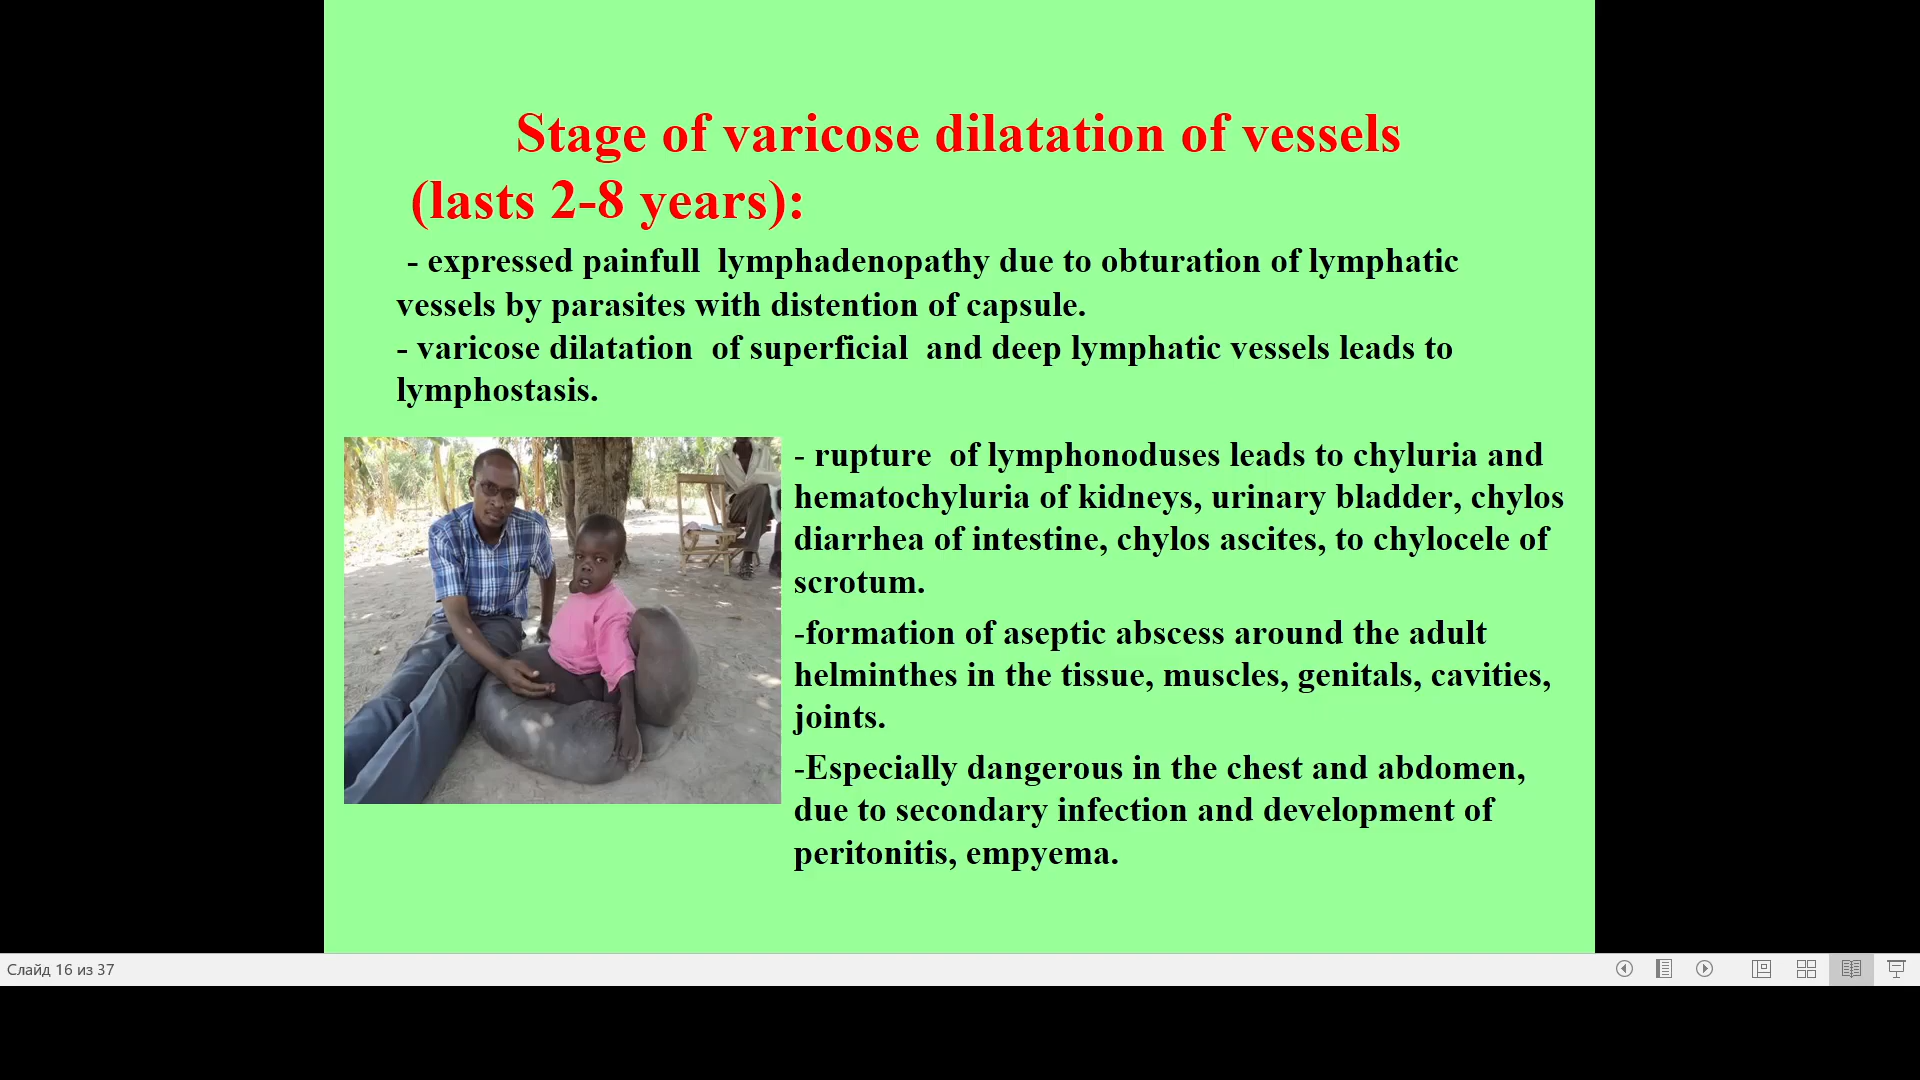 Stage of varicose dilatation of vessels
(lasts 2-8 years):
- expressed painfull lymphadenopathy due to obturation of lymphatic
vessels by parasites with distention of capsule.
- varicose dilatation of superficial and deep lymphatic vessels leads to
lymphostasis.
- rupture of lymphonoduses leads to chyluria and
hematochyluria of kidneys, urinary bladder, chylos
diarrhea of intestine, chylos ascites, to chylocele of
scrotum.
-formation of aseptic abscess around the adult
helminthes in the tissue, muscles, genitals, cavities,
joints.
-Especially dangerous in the chest and abdomen,
due to secondary infection and development of
peritonitis, empyema.
Слайд 16 из 37